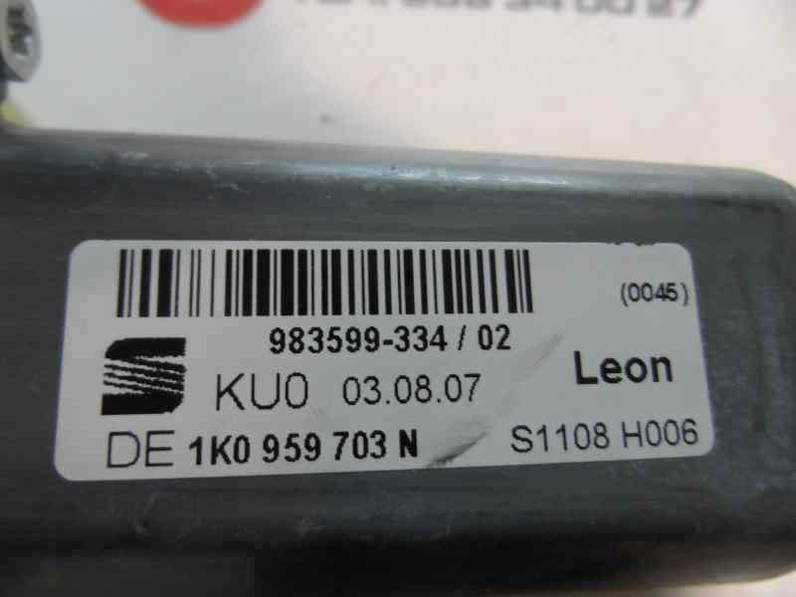 (0045)
983599-334 / 02
KU0 03.08.07
Leon
DE 1K0 959 703 N
S1108 H006